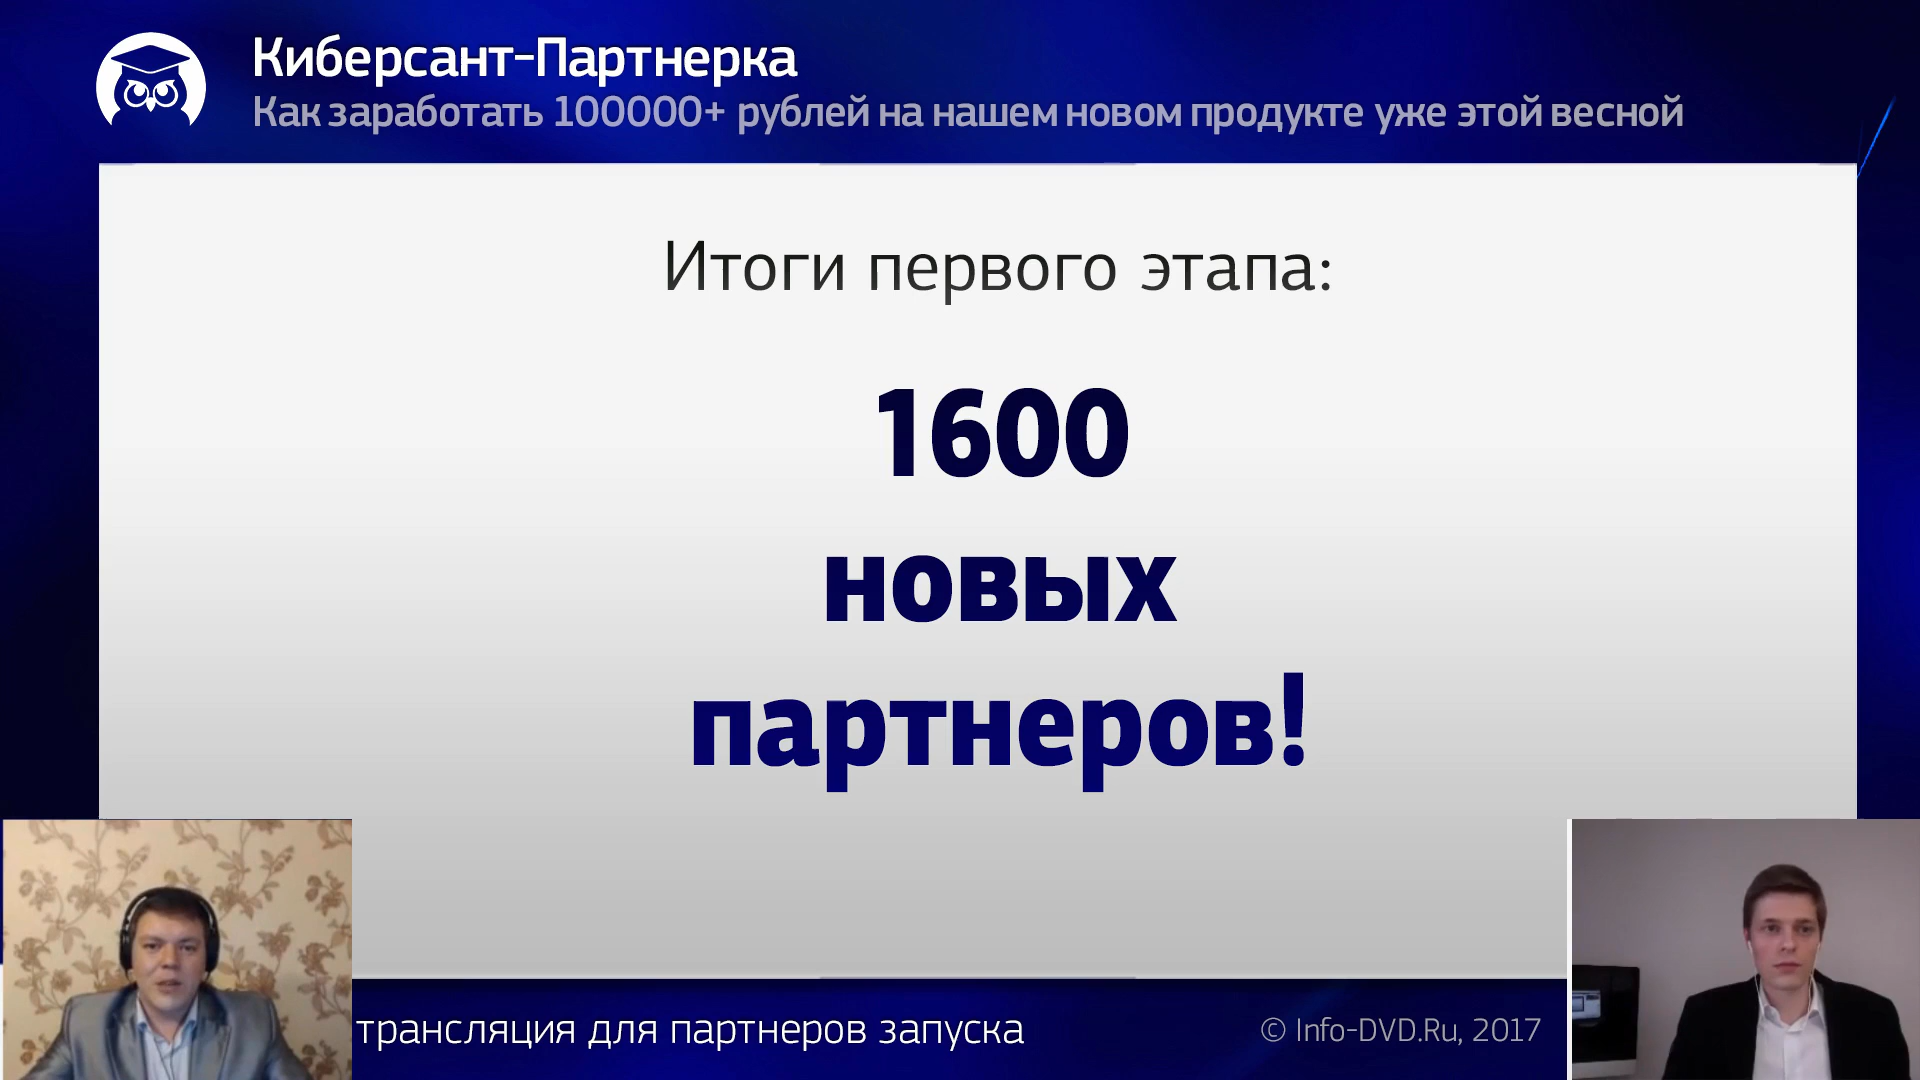 Киберсант-Партнерка
Как заработать 100000+ рублей на нашем новом продукте уже этой весной
Итоги первого этапа:
1600
новых
партнеров!
трансляция для партнеров запуска
© Info-DVD.Ru, 2017